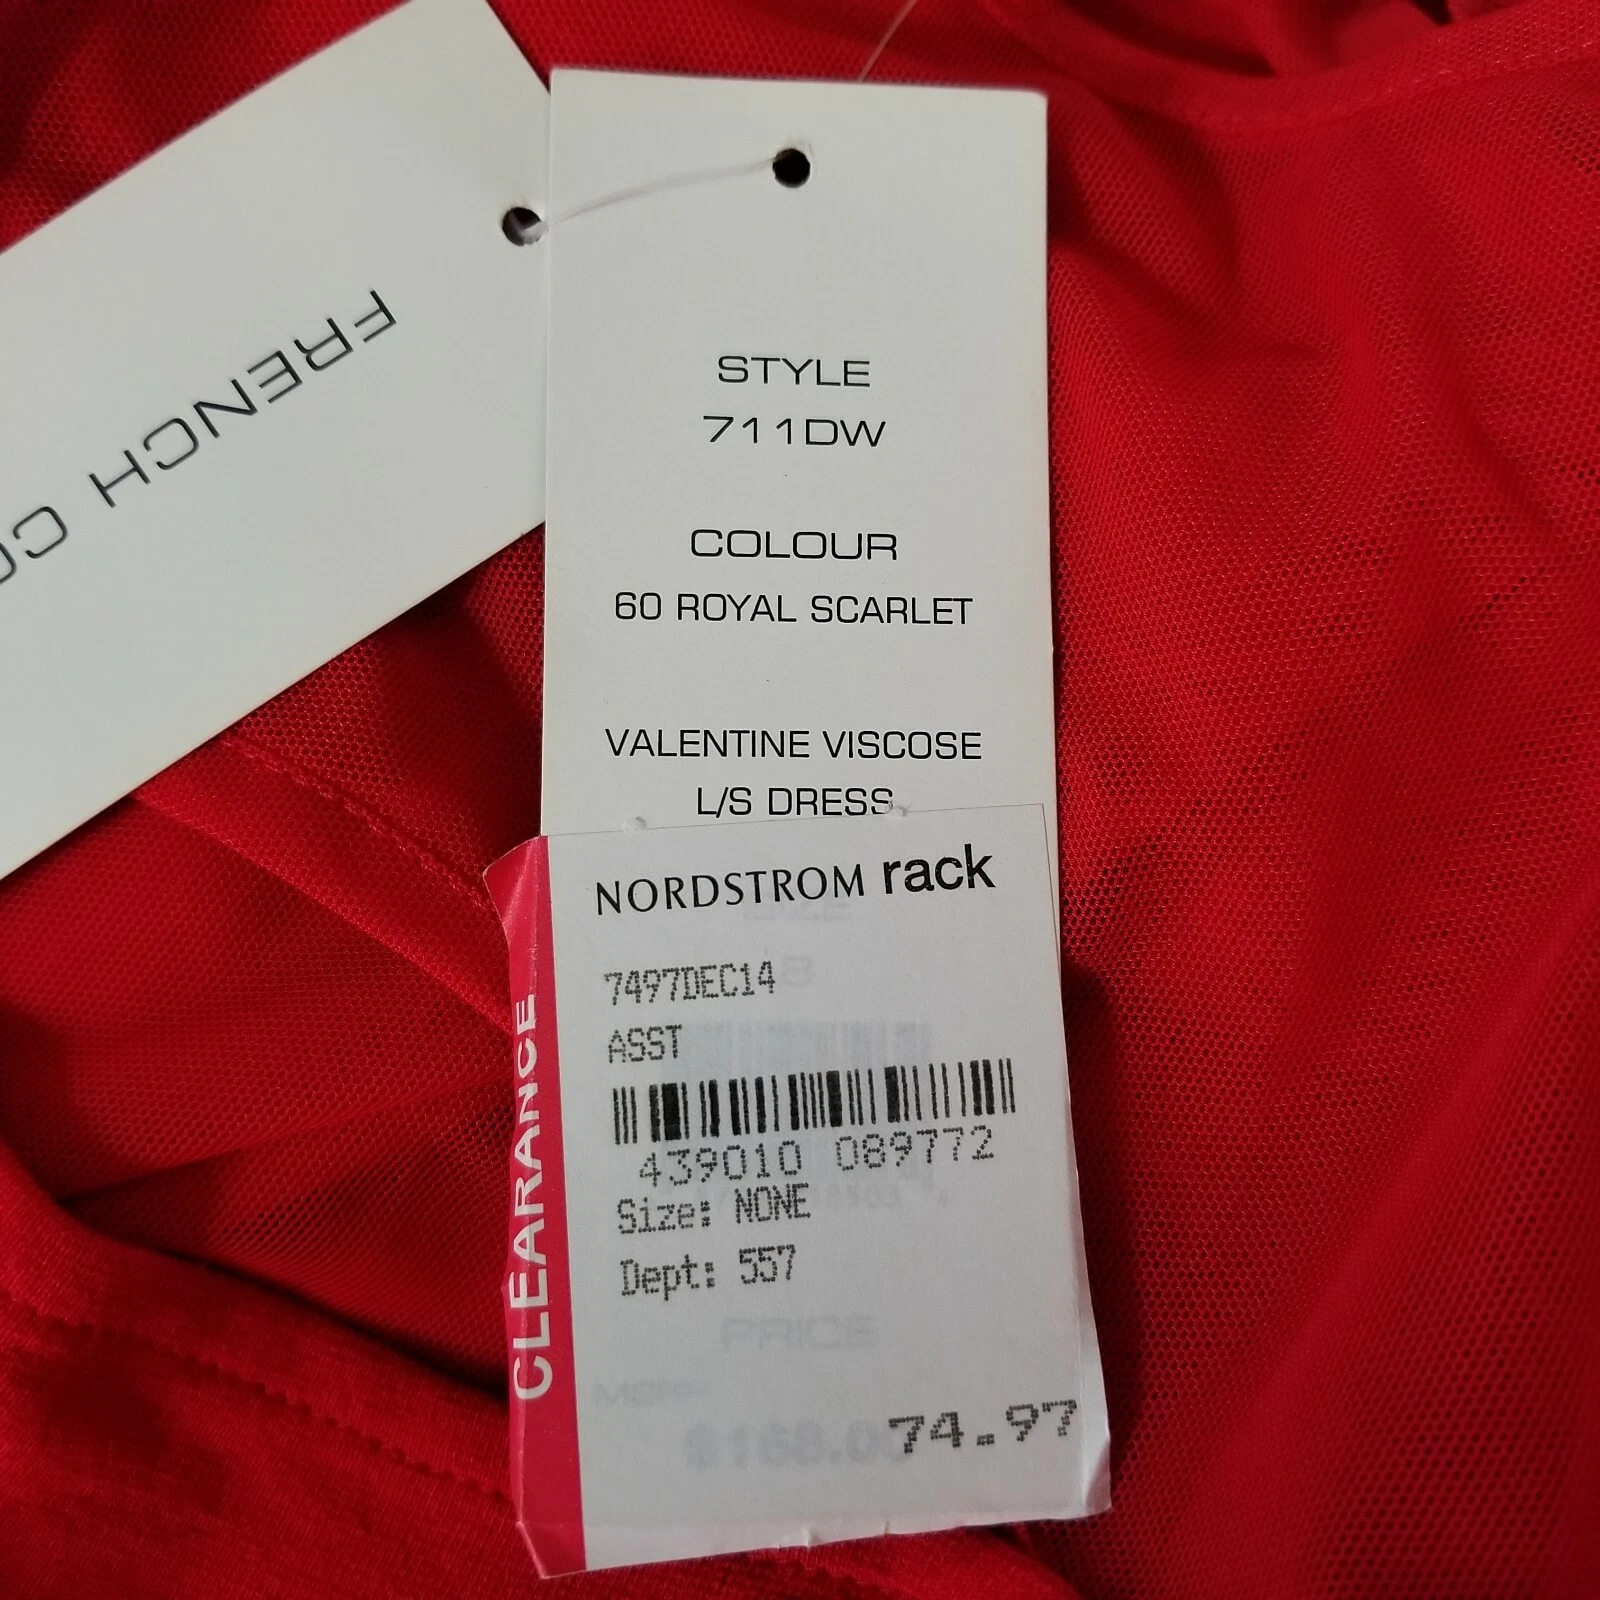 FRENCH CO
STYLE
711DW
COLOUR
60 ROYAL SCARLET
VALENTINE VISCOSE
L/S DRESS
NORDSTROM rack
7497DEC14
ASST
439010 089772
Size: NONE
Dept: 557
PRICE
74.97
CLEARANCE